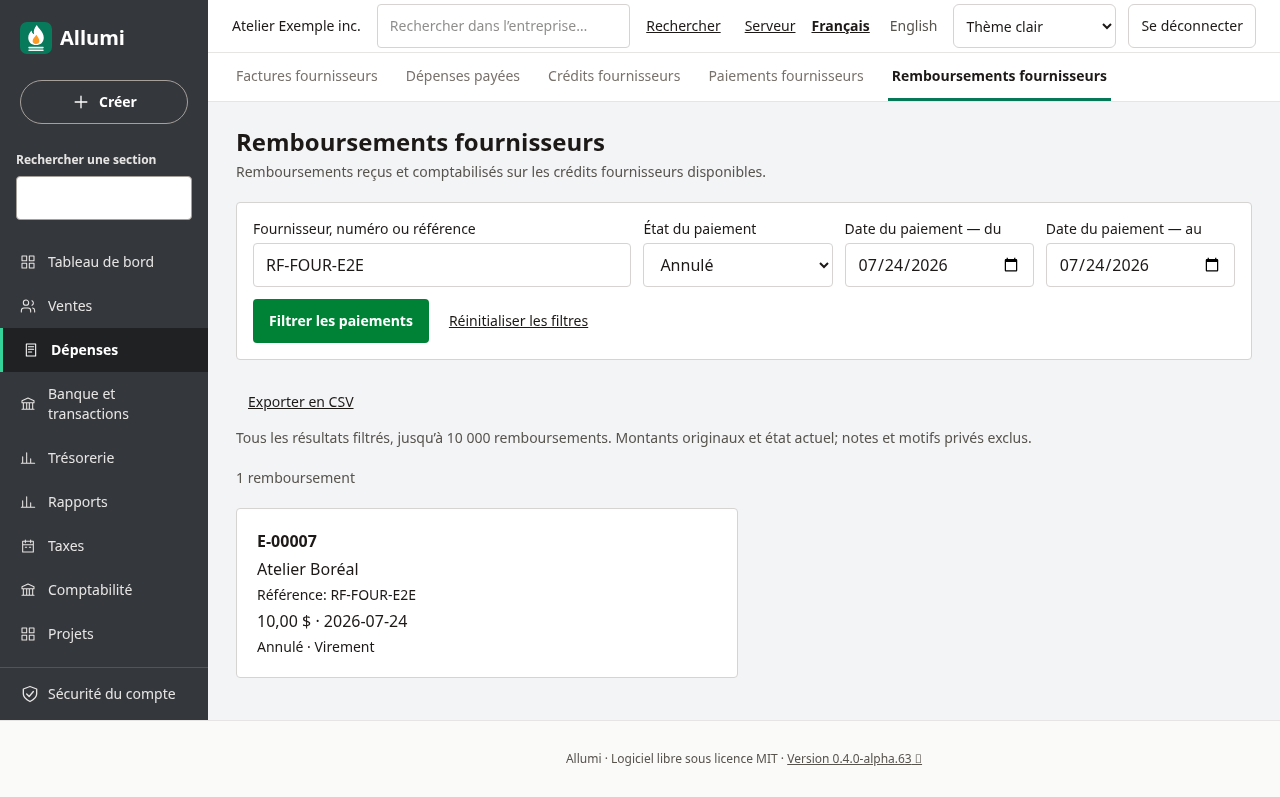 Allumi
Créer
Rechercher une section
Tableau de bord
Ventes
Dépenses
Banque et
transactions
Trésorerie
Rapports
Taxes
Comptabilité
Projets
Sécurité du compte
Atelier Exemple inc.
Rechercher dans l’entreprise…
Rechercher
Serveur
Français
English
Thème clair
Se déconnecter
Factures fournisseurs
Dépenses payées
Crédits fournisseurs
Paiements fournisseurs
Remboursements fournisseurs
Remboursements fournisseurs
Remboursements reçus et comptabilisés sur les crédits fournisseurs disponibles.
Fournisseur, numéro ou référence
État du paiement
Date du paiement — du
Date du paiement — au
RF-FOUR-E2E
Annulé
07/24/2026
07/24/2026
Filtrer les paiements
Réinitialiser les filtres
Exporter en CSV
Tous les résultats filtrés, jusqu’à 10 000 remboursements. Montants originaux et état actuel; notes et motifs privés exclus.
1 remboursement
E-00007
Atelier Boréal
Référence: RF-FOUR-E2E
10,00 $ · 2026-07-24
Annulé · Virement
Allumi · Logiciel libre sous licence MIT · Version 0.4.0-alpha.63